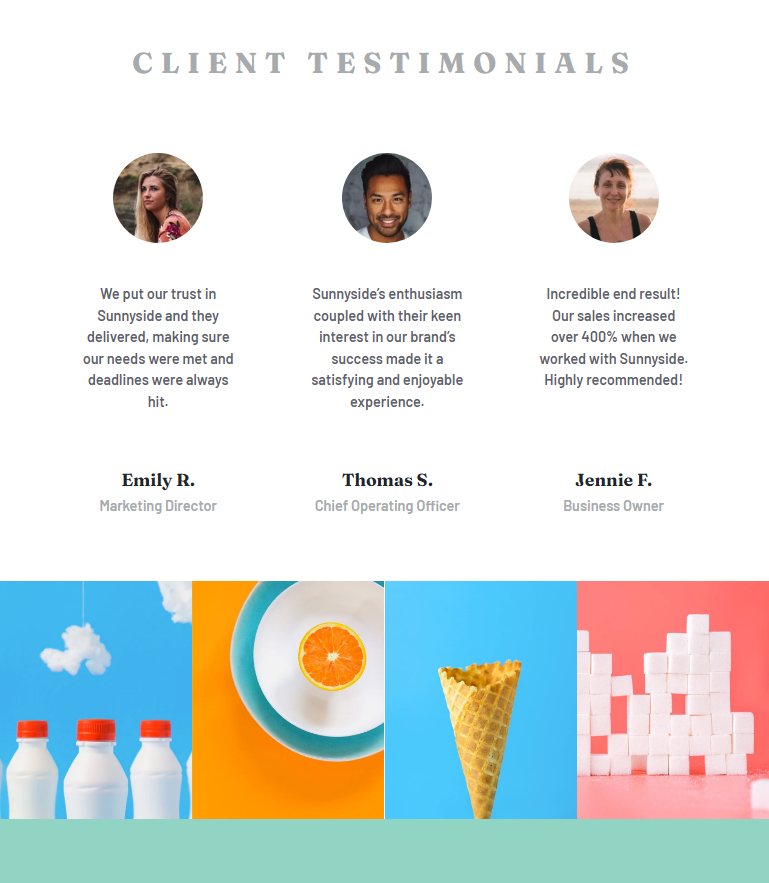 CLIENT TESTIMONIALS
We put our trust in
Sunnyside and they
delivered, making sure
our needs were met and
deadlines were always
hit.
Emily R.
Marketing Director
Sunnyside’s enthusiasm
coupled with their keen
interest in our brand’s
success made it a
satisfying and enjoyable
experience.
Thomas S.
Chief Operating Officer
Incredible end result!
Our sales increased
over 400% when we
worked with Sunnyside.
Highly recommended!
Jennie F.
Business Owner